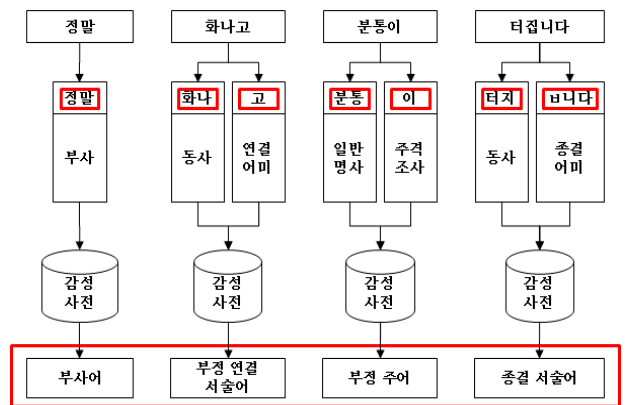 정말
화나고
분통이
터집니다
정말
화나
고
분통
이
터지
ㅂ니다
부사
동사
연결
어미
일반
명사
주격
조사
동사
종결
어미
감성
사전
감성
사전
감성
사전
감성
사전
부사어
부정 연결
서술어
부정 주어
종결 서술어